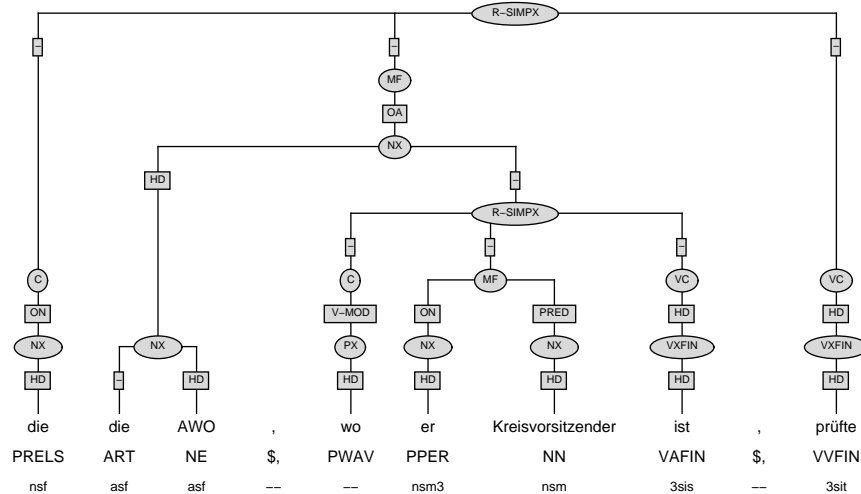 R−SIMPX
− − −
MF
OA
NX
HD −
R−SIMPX
− − −
C C MF VC VC
ON V−MOD ON PRED HD HD
NX NX PX NX NX VXFIN VXFIN
HD − HD HD HD HD HD HD
die die AWO , wo er Kreisvorsitzender ist , prüfte
PRELS ART NE $, PWAV PPER NN VAFIN $, VVFIN
nsf asf asf −− −− nsm3 nsm 3sis −− 3sit